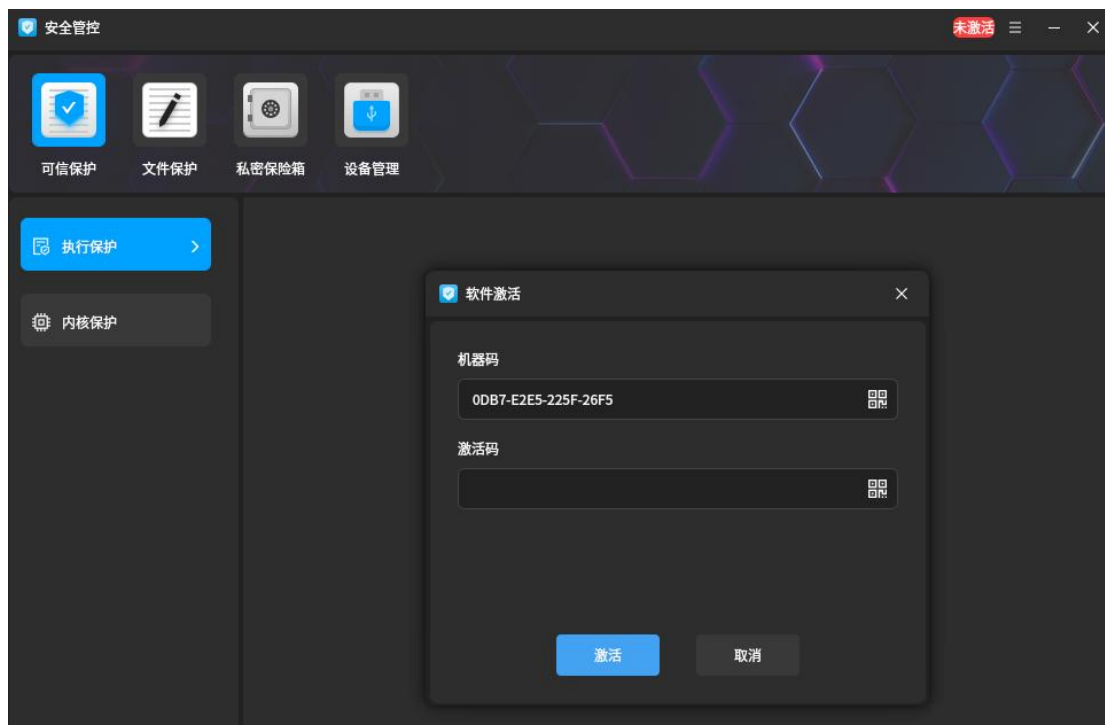 安全管控
未激活
可信保护
文件保护
私密保险箱
设备管理
执行保护
内核保护
软件激活
机器码
0DB7-E2E5-225F-26F5
激活码
激活
取消